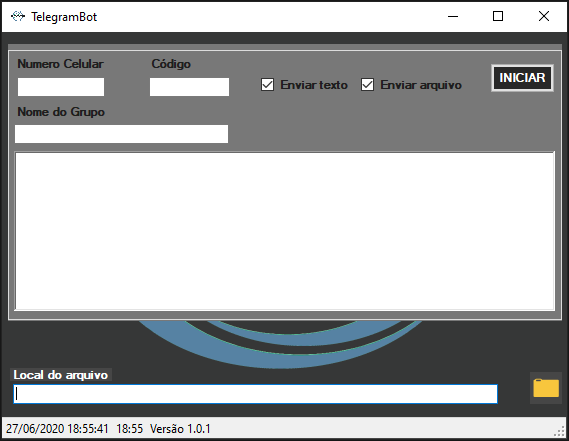 TelegramBot
Numero Celular Código
Enviar texto Enviar arquivo INICIAR
Nome do Grupo
Local do arquivo
27/06/2020 18:55:41 18:55 Versão 1.0.1